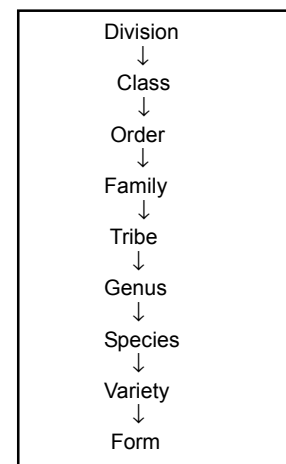 Division
↓
Class
↓
Order
↓
Family
↓
Tribe
↓
Genus
↓
Species
↓
Variety
↓
Form